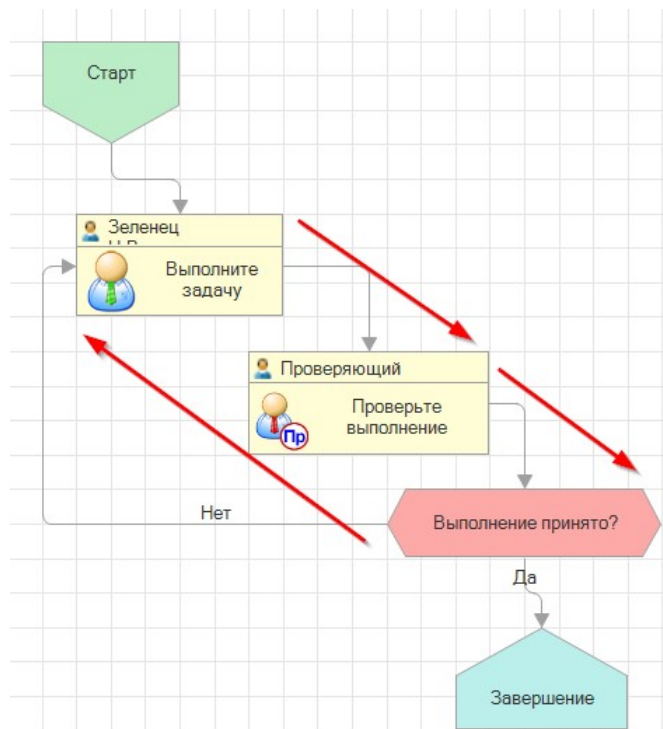 Старт
Зеленец
Выполните
задачу
Проверяющий
Проверьте
выполнение
Пр
Нет
Выполнение принято?
Да
Завершение